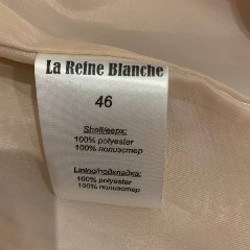 La Reine Blanche
46
Shell/верх:
100% polyester
100% полиэстер
Lining/подкладка:
100% polyester
100% полиэстер